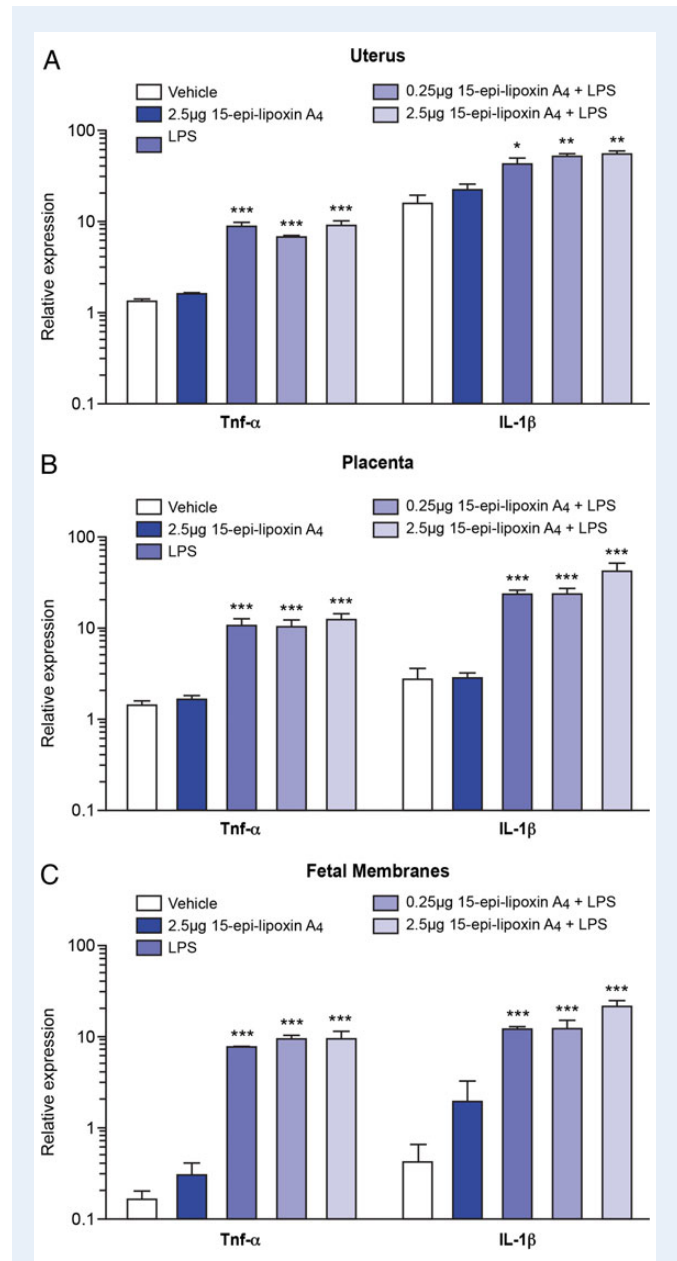 A
Uterus
Vehicle
2.5µg 15-epi-lipoxin A4
LPS
0.25µg 15-epi-lipoxin A4 + LPS
2.5µg 15-epi-lipoxin A4 + LPS
Relative expression
100
10
1
0.1
***
***
***
*
**
**
Tnf-α
IL-1β
B
Placenta
Vehicle
2.5µg 15-epi-lipoxin A4
LPS
0.25µg 15-epi-lipoxin A4 + LPS
2.5µg 15-epi-lipoxin A4 + LPS
Relative expression
100
10
1
0.1
***
***
***
***
***
***
Tnf-α
IL-1β
C
Fetal Membranes
Vehicle
2.5µg 15-epi-lipoxin A4
LPS
0.25µg 15-epi-lipoxin A4 + LPS
2.5µg 15-epi-lipoxin A4 + LPS
Relative expression
100
10
1
0.1
***
***
***
***
***
***
Tnf-α
IL-1β